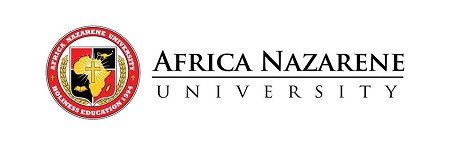 AFRICA NAZARENE UNIVERSITY
HOLINESS EDUCATION 1994
AFRICA NAZARENE
UNIVERSITY